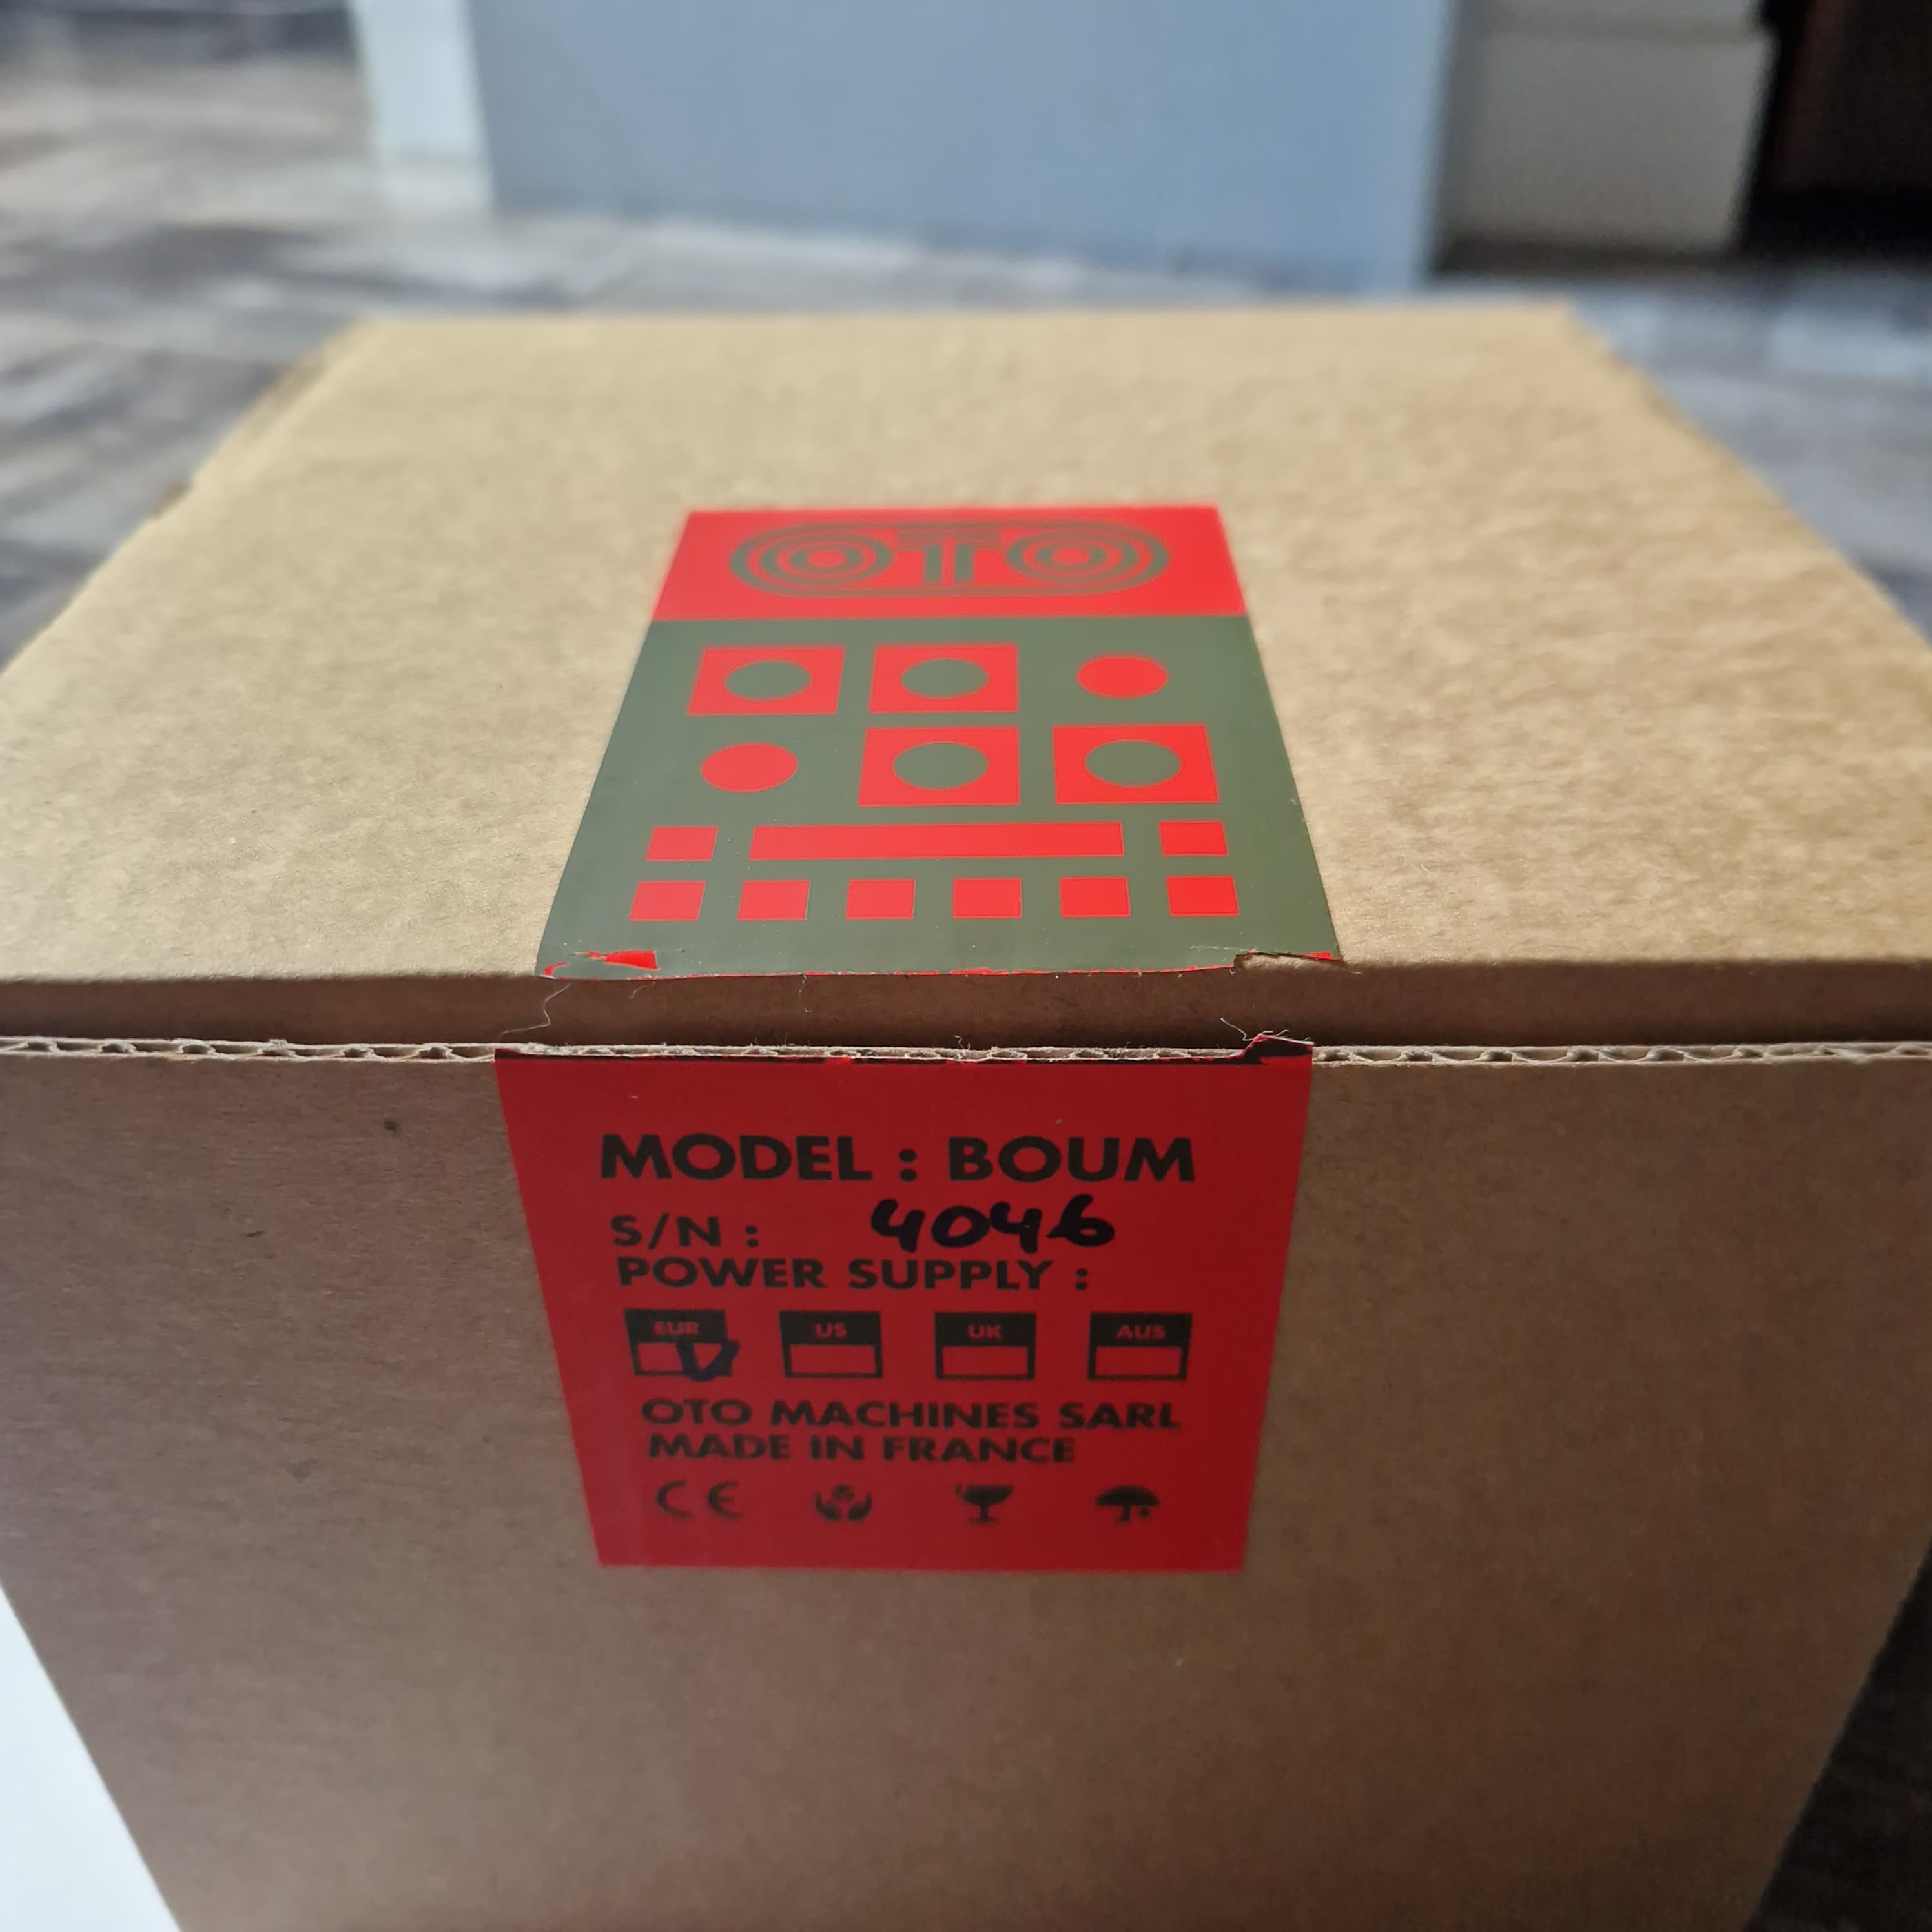 OTO
MODEL : BOUM
S/N : 4046
POWER SUPPLY :
EUR US UK AUS
OTO MACHINES SARL
MADE IN FRANCE
CE